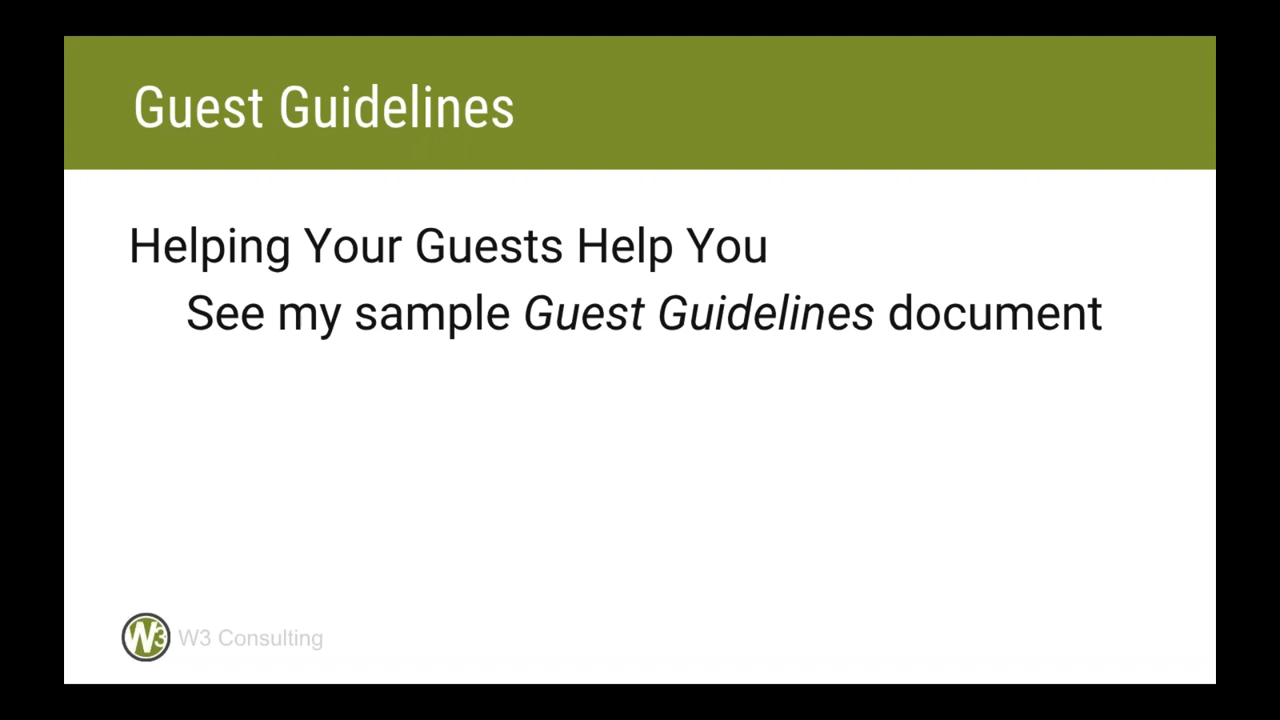 Guest Guidelines
Helping Your Guests Help You
See my sample Guest Guidelines document
W3 W3 Consulting